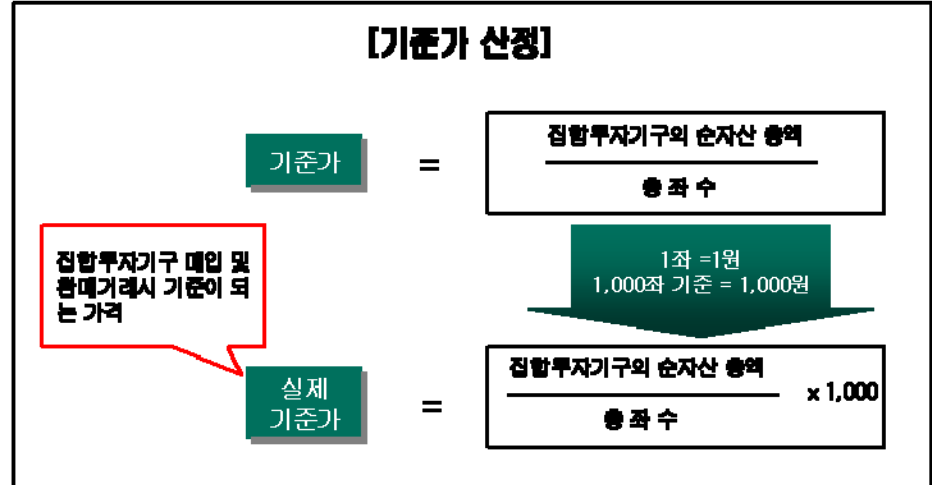 [기준가 산정]
기준가
=
집합투자기구의 순자산 총액
총 좌 수
집합투자기구 매입 및
환매거래시 기준이 되
는 가격
1좌 =1원
1,000좌 기준 = 1,000원
실제
기준가
=
집합투자기구의 순자산 총액
총 좌 수
x 1,000